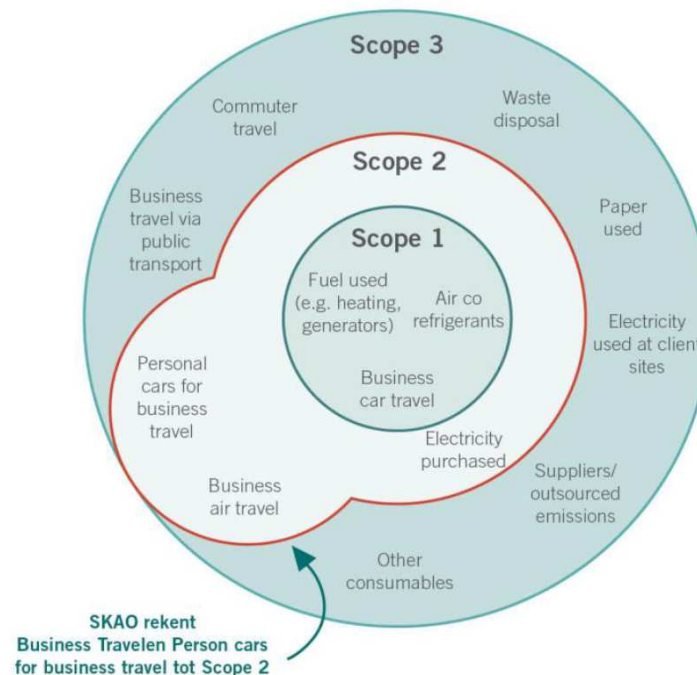 Scope 3
Commuter
travel
Waste
disposal
Scope 2
Business
travel via
public
transport
Paper
used
Scope 1
Fuel used
(e.g. heating,
generators)
Air co
refrigerants
Electricity
used at client
sites
Personal
cars for
business
travel
Business
car travel
Electricity
purchased
Business
air travel
Suppliers/
outsourced
emissions
Other
consumables
SKAO rekent
Business Travelen Person cars
for business travel tot Scope 2